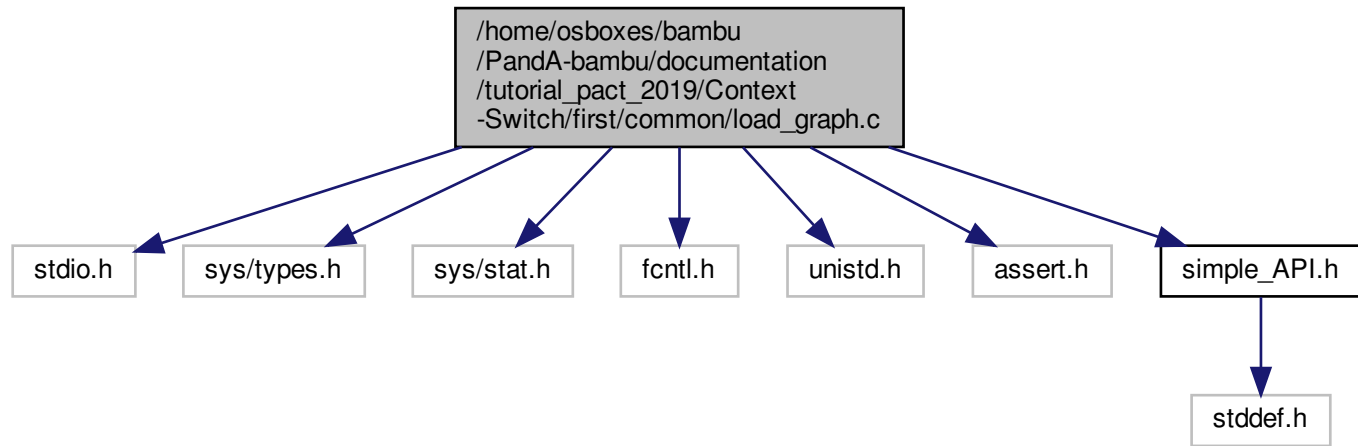 /home/osboxes/bambu
/PandA-bambu/documentation
/tutorial_pact_2019/Context
-Switch/first/common/load_graph.c
stdio.h
sys/types.h
sys/stat.h
fcntl.h
unistd.h
assert.h
simple_API.h
stddef.h